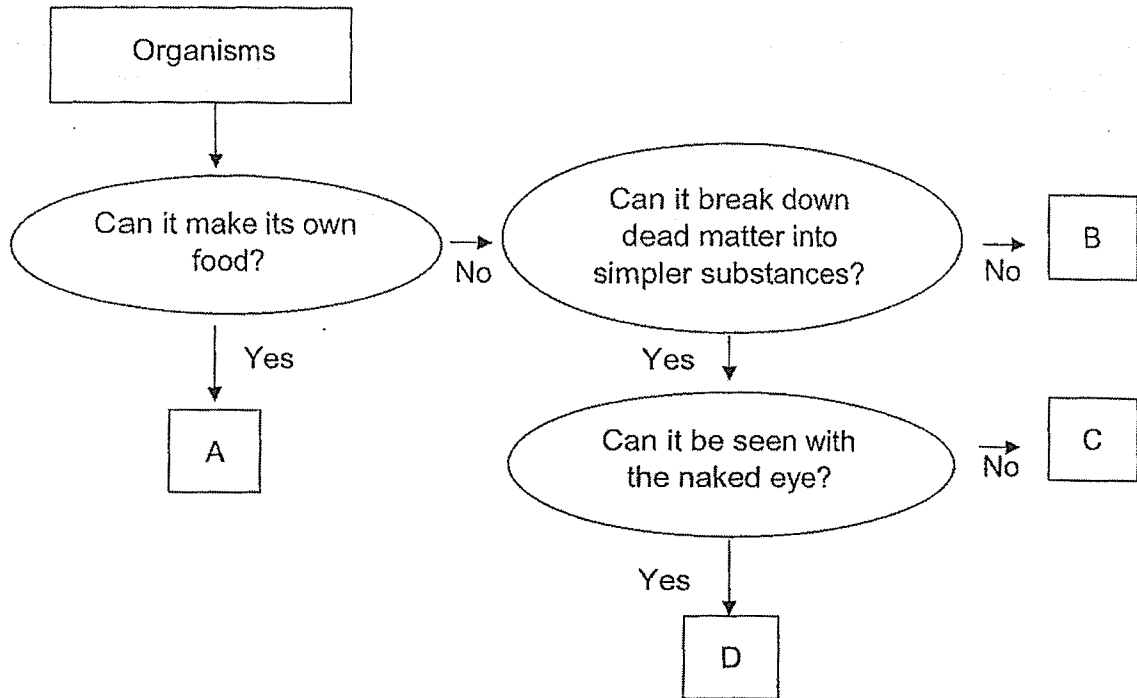 Organisms
Can it make its own
food?
No
Can it break down
dead matter into
simpler substances?
No
B
Yes
A
Yes
Can it be seen with
the naked eye?
No
C
Yes
D